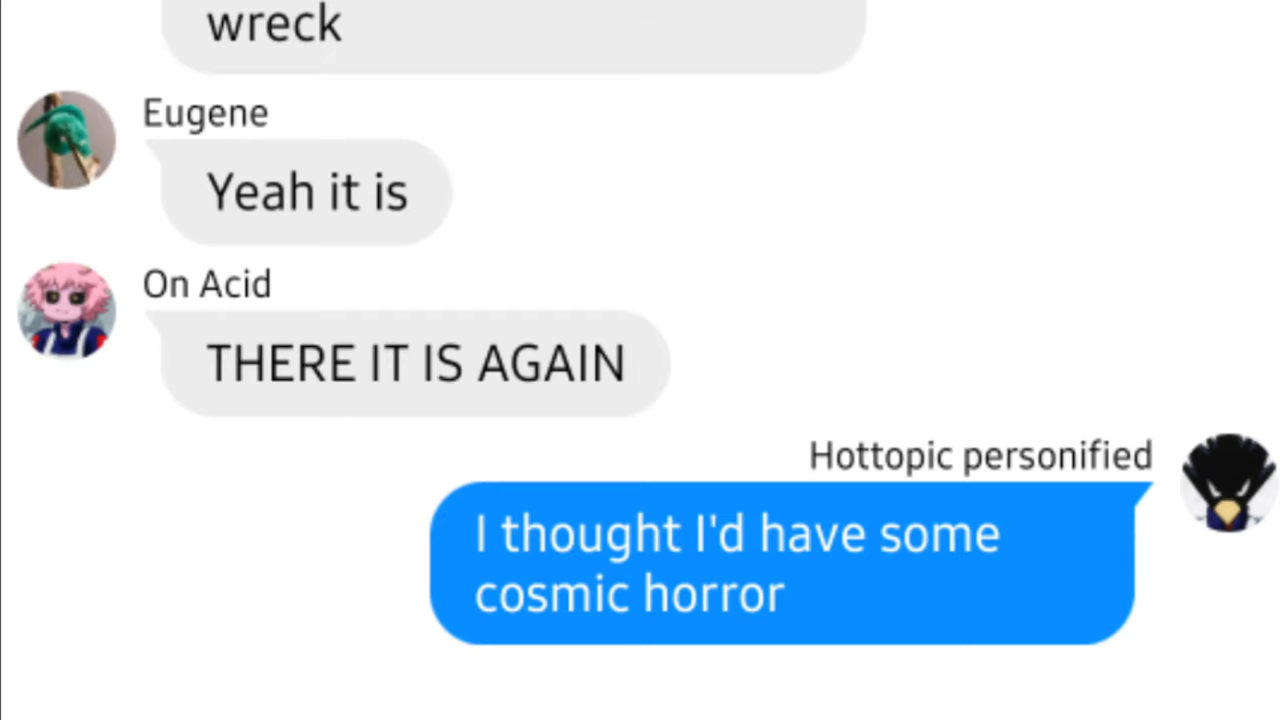 wreck
Eugene
Yeah it is
On Acid
THERE IT IS AGAIN
Hottopic personified
I thought I'd have some
cosmic horror